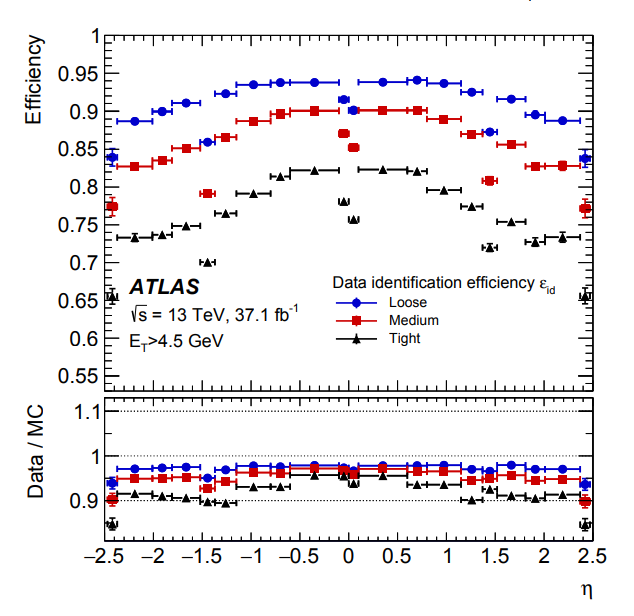 Efficiency
1
0.95
0.9
0.85
0.8
0.75
0.7
0.65
0.6
0.55
ATLAS
√s = 13 TeV, 37.1 fb⁻¹
E_T>4.5 GeV
Data identification efficiency ε_id
Loose
Medium
Tight
Data / MC
1.1
1
0.9
−2.5 −2 −1.5 −1 −0.5 0 0.5 1 1.5 2 2.5
η